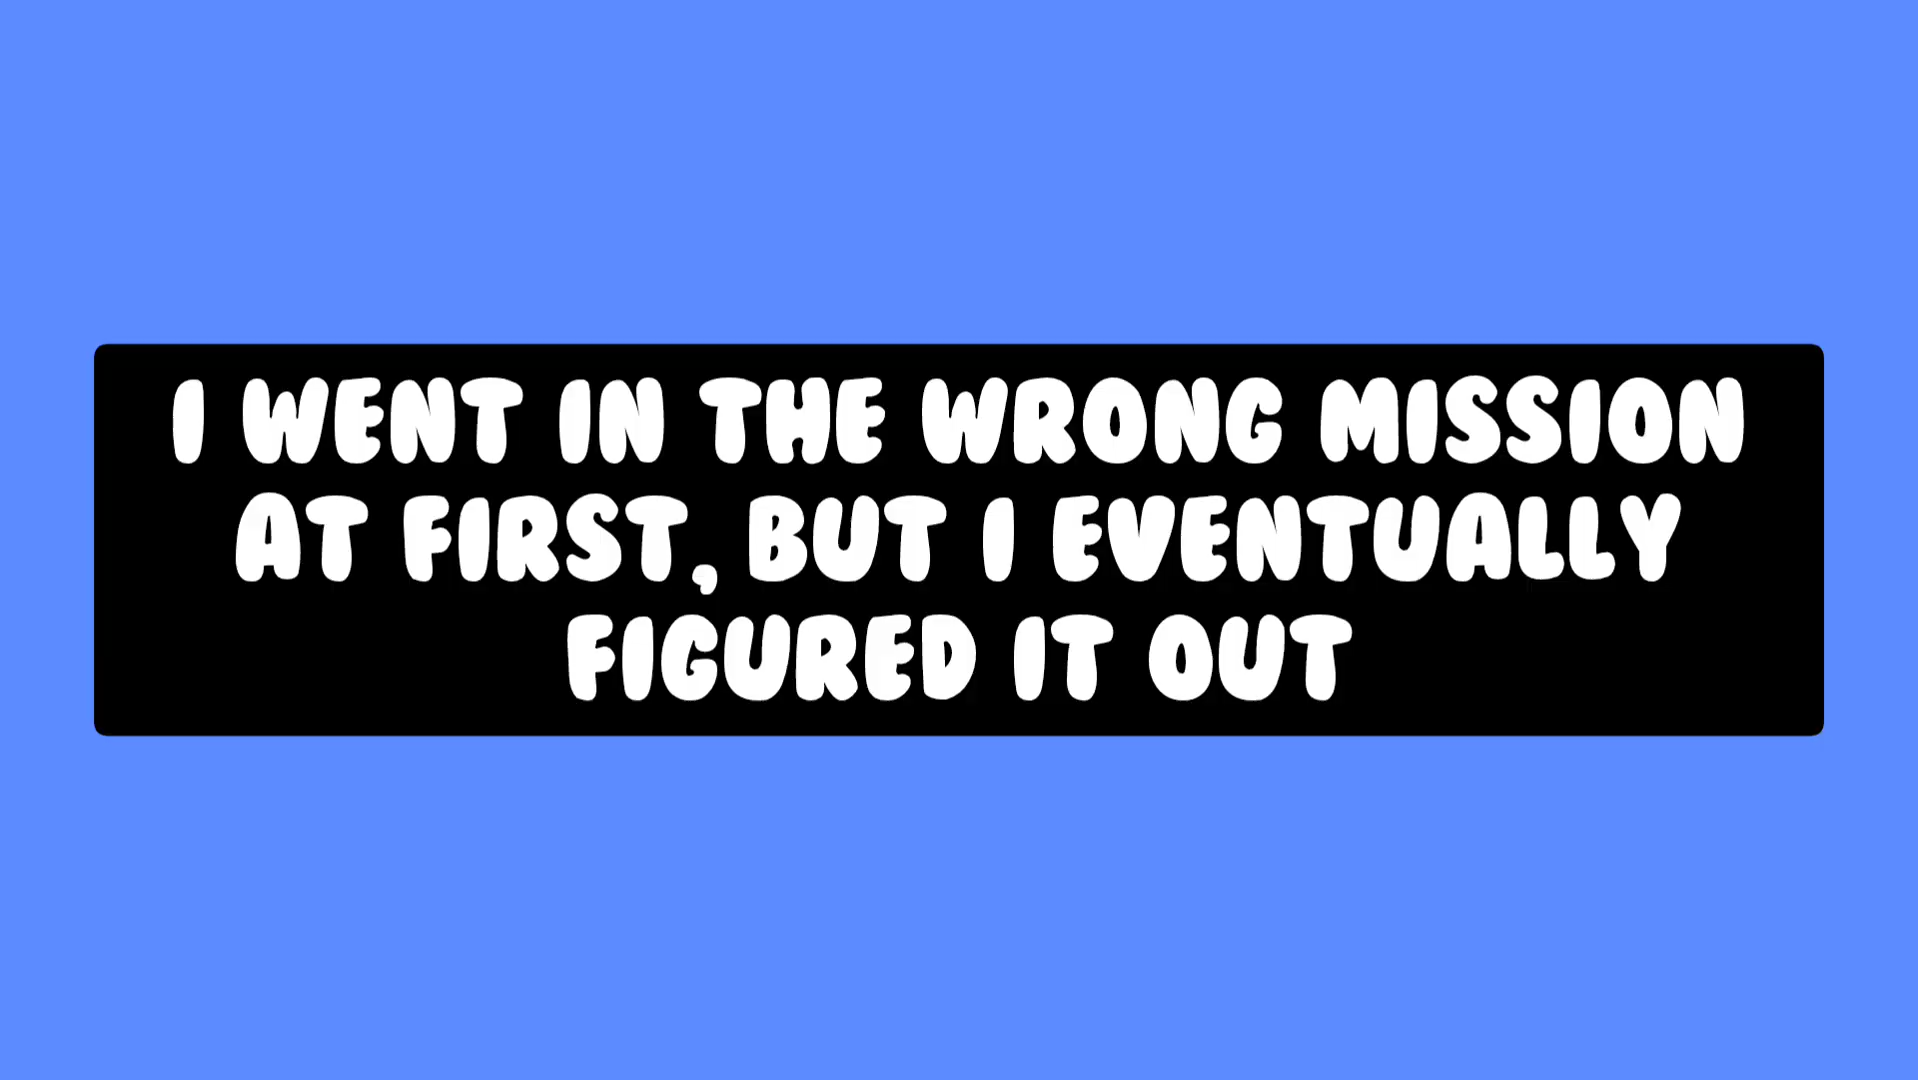 I WENT IN THE WRONG MISSION
AT FIRST, BUT I EVENTUALLY
FIGURED IT OUT